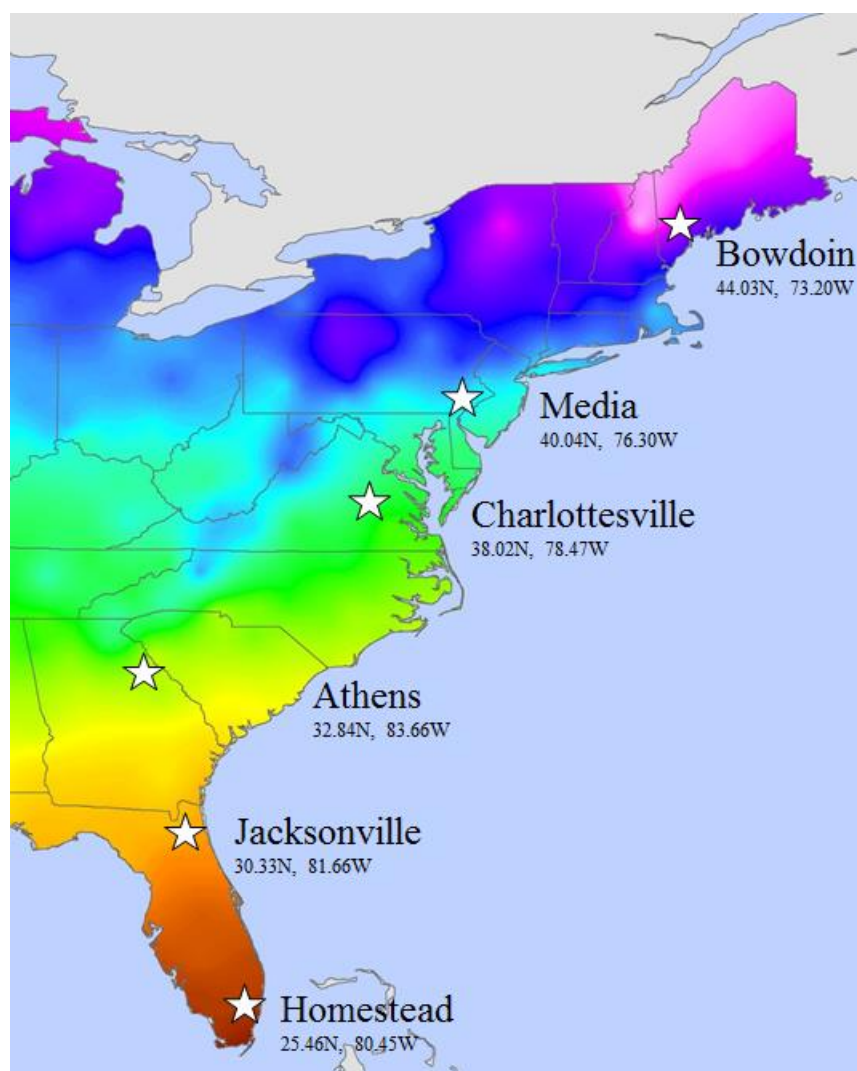 Bowdoin
44.03N, 73.20W
Media
40.04N, 76.30W
Charlottesville
38.02N, 78.47W
Athens
32.84N, 83.66W
Jacksonville
30.33N, 81.66W
Homestead
25.46N, 80.45W